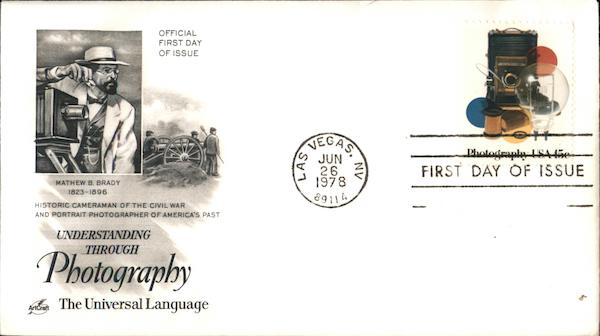 OFFICIAL
FIRST DAY
OF ISSUE
MATHEW B. BRADY
1823-1896
HISTORIC CAMERAMAN OF THE CIVIL WAR
AND PORTRAIT PHOTOGRAPHER OF AMERICA'S PAST
UNDERSTANDING
THROUGH
Photography
The Universal Language
ArtCraft
LAS VEGAS, NV
JUN
26
1978
89114
Photography USA 15c
FIRST DAY OF ISSUE